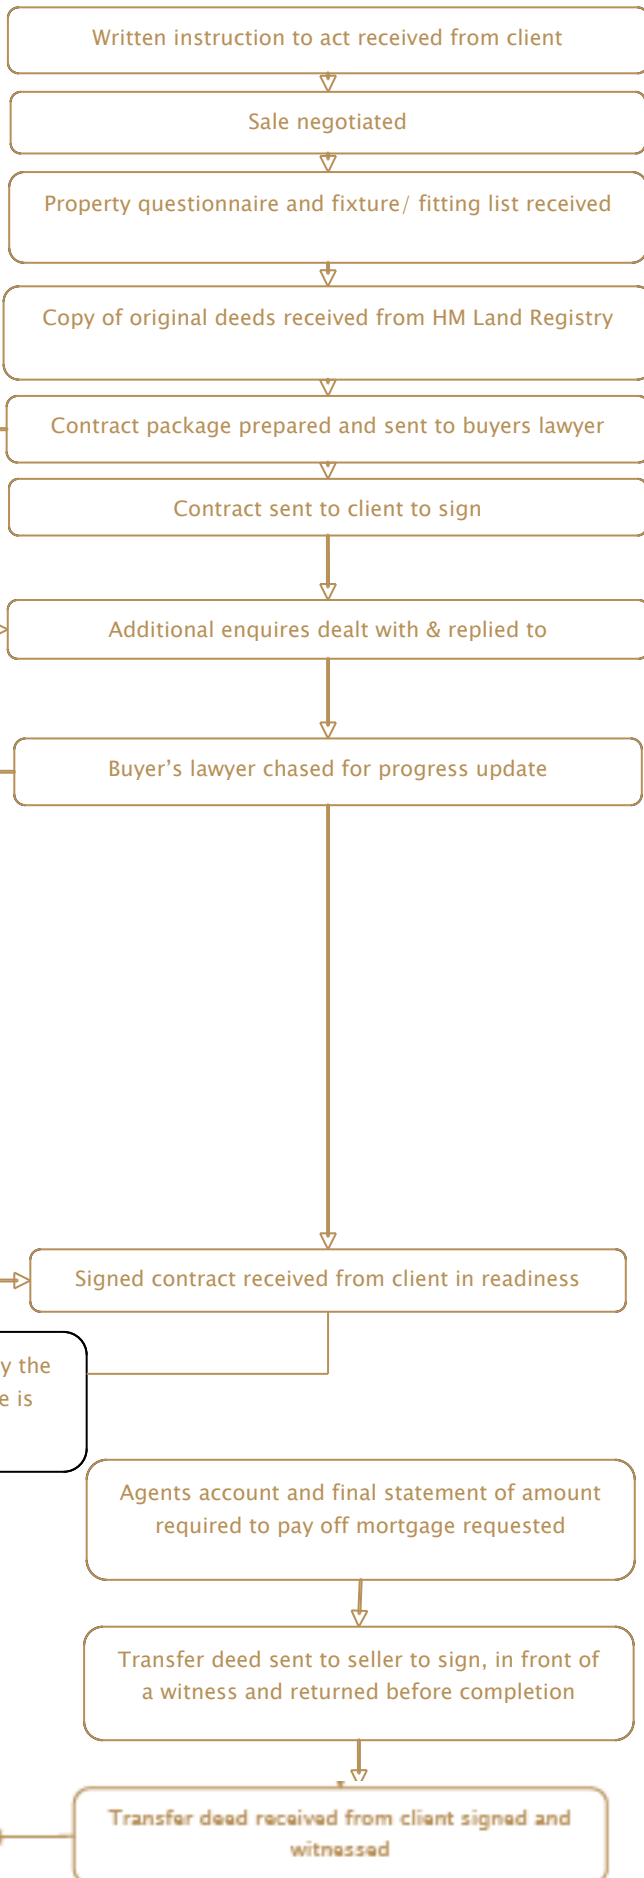 Written instruction to act received from client
Sale negotiated
Property questionnaire and fixture/ fitting list received
Copy of original deeds received from HM Land Registry
Contract package prepared and sent to buyers lawyer
Contract sent to client to sign
Additional enquires dealt with & replied to
Buyer’s lawyer chased for progress update
Signed contract received from client in readiness
y the
e is
Agents account and final statement of amount
required to pay off mortgage requested
Transfer deed sent to seller to sign, in front of
a witness and returned before completion
Transfer deed received from client signed and
witnessed